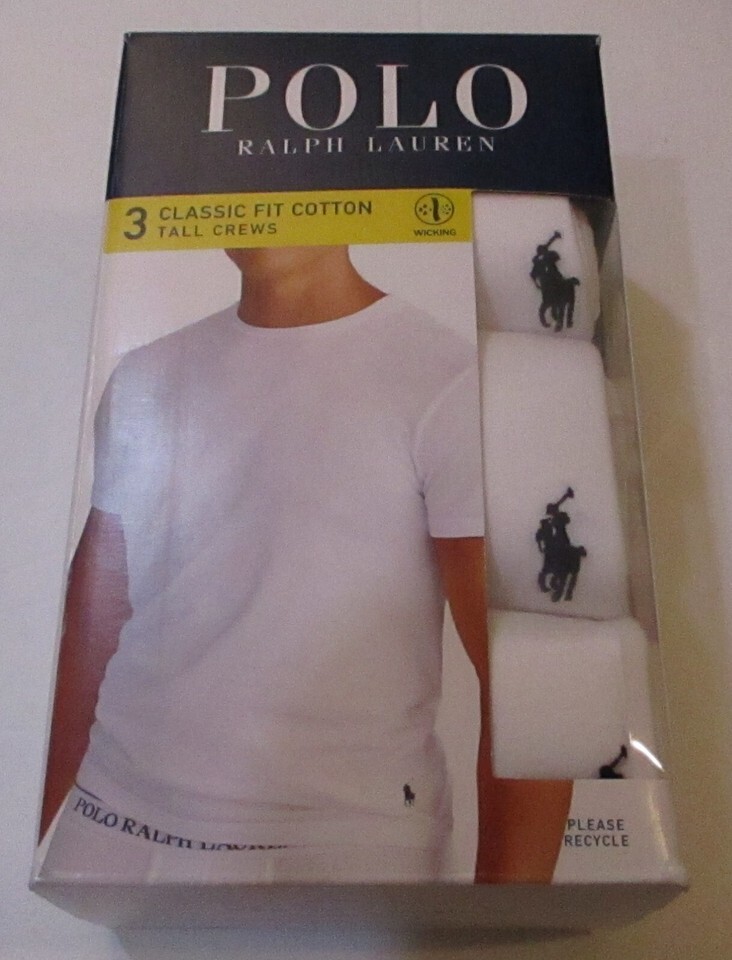 POLO
RALPH LAUREN
3 CLASSIC FIT COTTON
TALL CREWS
WICKING
POLO RALPH LAUREN
PLEASE
RECYCLE